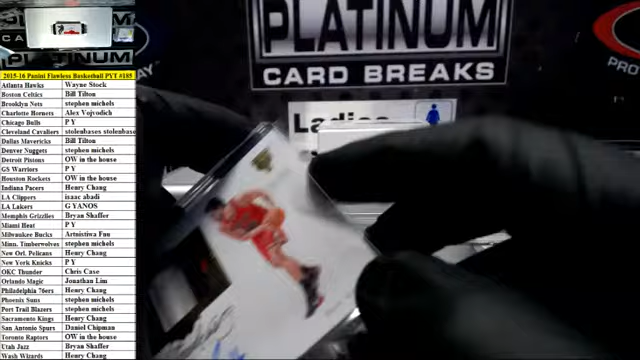 PLATINUM
CARD BREAKS
PLATINUM
2015-16 Panini Flawless Basketball PYT #185
Atlanta Hawks Wayne Stock
Boston Celtics Bill Tilton
Brooklyn Nets stephen michels
Charlotte Hornets Alex Vojvodich
Chicago Bulls P Y
Cleveland Cavaliers stolenbases stolenbase
Dallas Mavericks Bill Tilton
Denver Nuggets stephen michels
Detroit Pistons OW in the house
GS Warriors P Y
Houston Rockets OW in the house
Indiana Pacers Henry Chang
LA Clippers isaac abadi
LA Lakers G YANOS
Memphis Grizzlies Bryan Shaffer
Miami Heat P Y
Milwaukee Bucks Artnistiwa Fnu
Minn. Timberwolves stephen michels
New Orl. Pelicans Henry Chang
New York Knicks P Y
OKC Thunder Chris Case
Orlando Magic Jonathan Lim
Philadelphia 76ers Henry Chang
Phoenix Suns stephen michels
Port Trail Blazers stephen michels
Sacramento Kings Henry Chang
San Antonio Spurs Daniel Chipman
Toronto Raptors OW in the house
Utah Jazz Bryan Shaffer
Wash Wizards Henry Chang